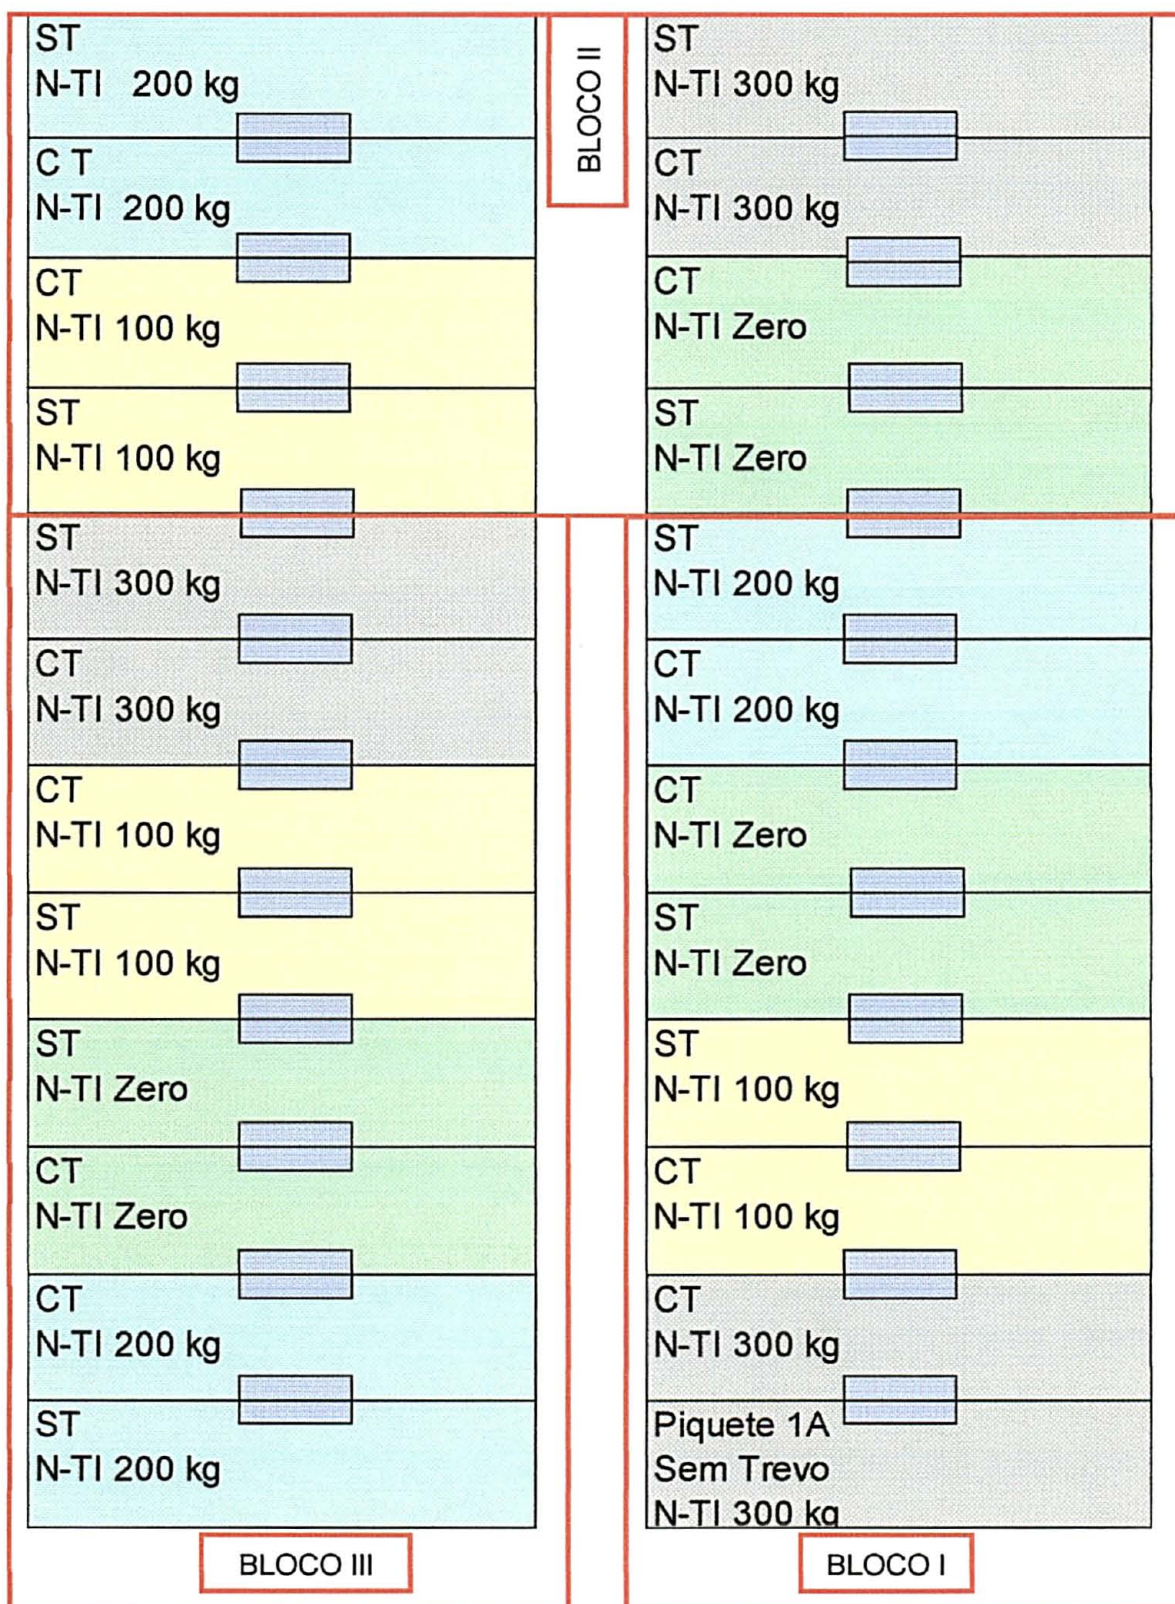 ST
N-TI 200 kg
C T
N-TI 200 kg
CT
N-TI 100 kg
ST
N-TI 100 kg
BLOCO II
ST
N-TI 300 kg
CT
N-TI 300 kg
CT
N-TI Zero
ST
N-TI Zero
ST
N-TI 300 kg
CT
N-TI 300 kg
CT
N-TI 100 kg
ST
N-TI 100 kg
ST
N-TI Zero
CT
N-TI Zero
CT
N-TI 200 kg
ST
N-TI 200 kg
BLOCO III
ST
N-TI 200 kg
CT
N-TI 200 kg
CT
N-TI Zero
ST
N-TI Zero
ST
N-TI 100 kg
CT
N-TI 100 kg
CT
N-TI 300 kg
Piquete 1A
Sem Trevo
N-TI 300 kg
BLOCO I